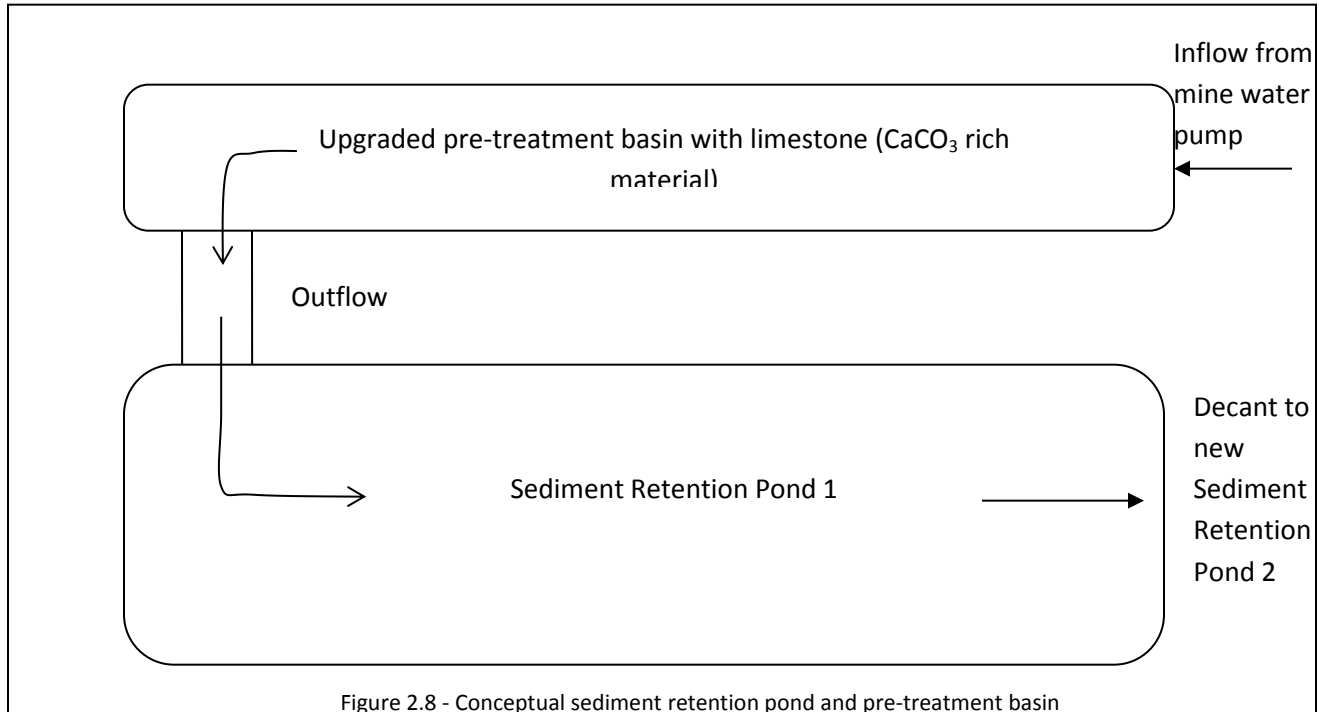 Inflow from
mine water
pump
Upgraded pre-treatment basin with limestone (CaCO₃ rich
material)
Outflow
Sediment Retention Pond 1
Decant to
new
Sediment
Retention
Pond 2
Figure 2.8 - Conceptual sediment retention pond and pre-treatment basin